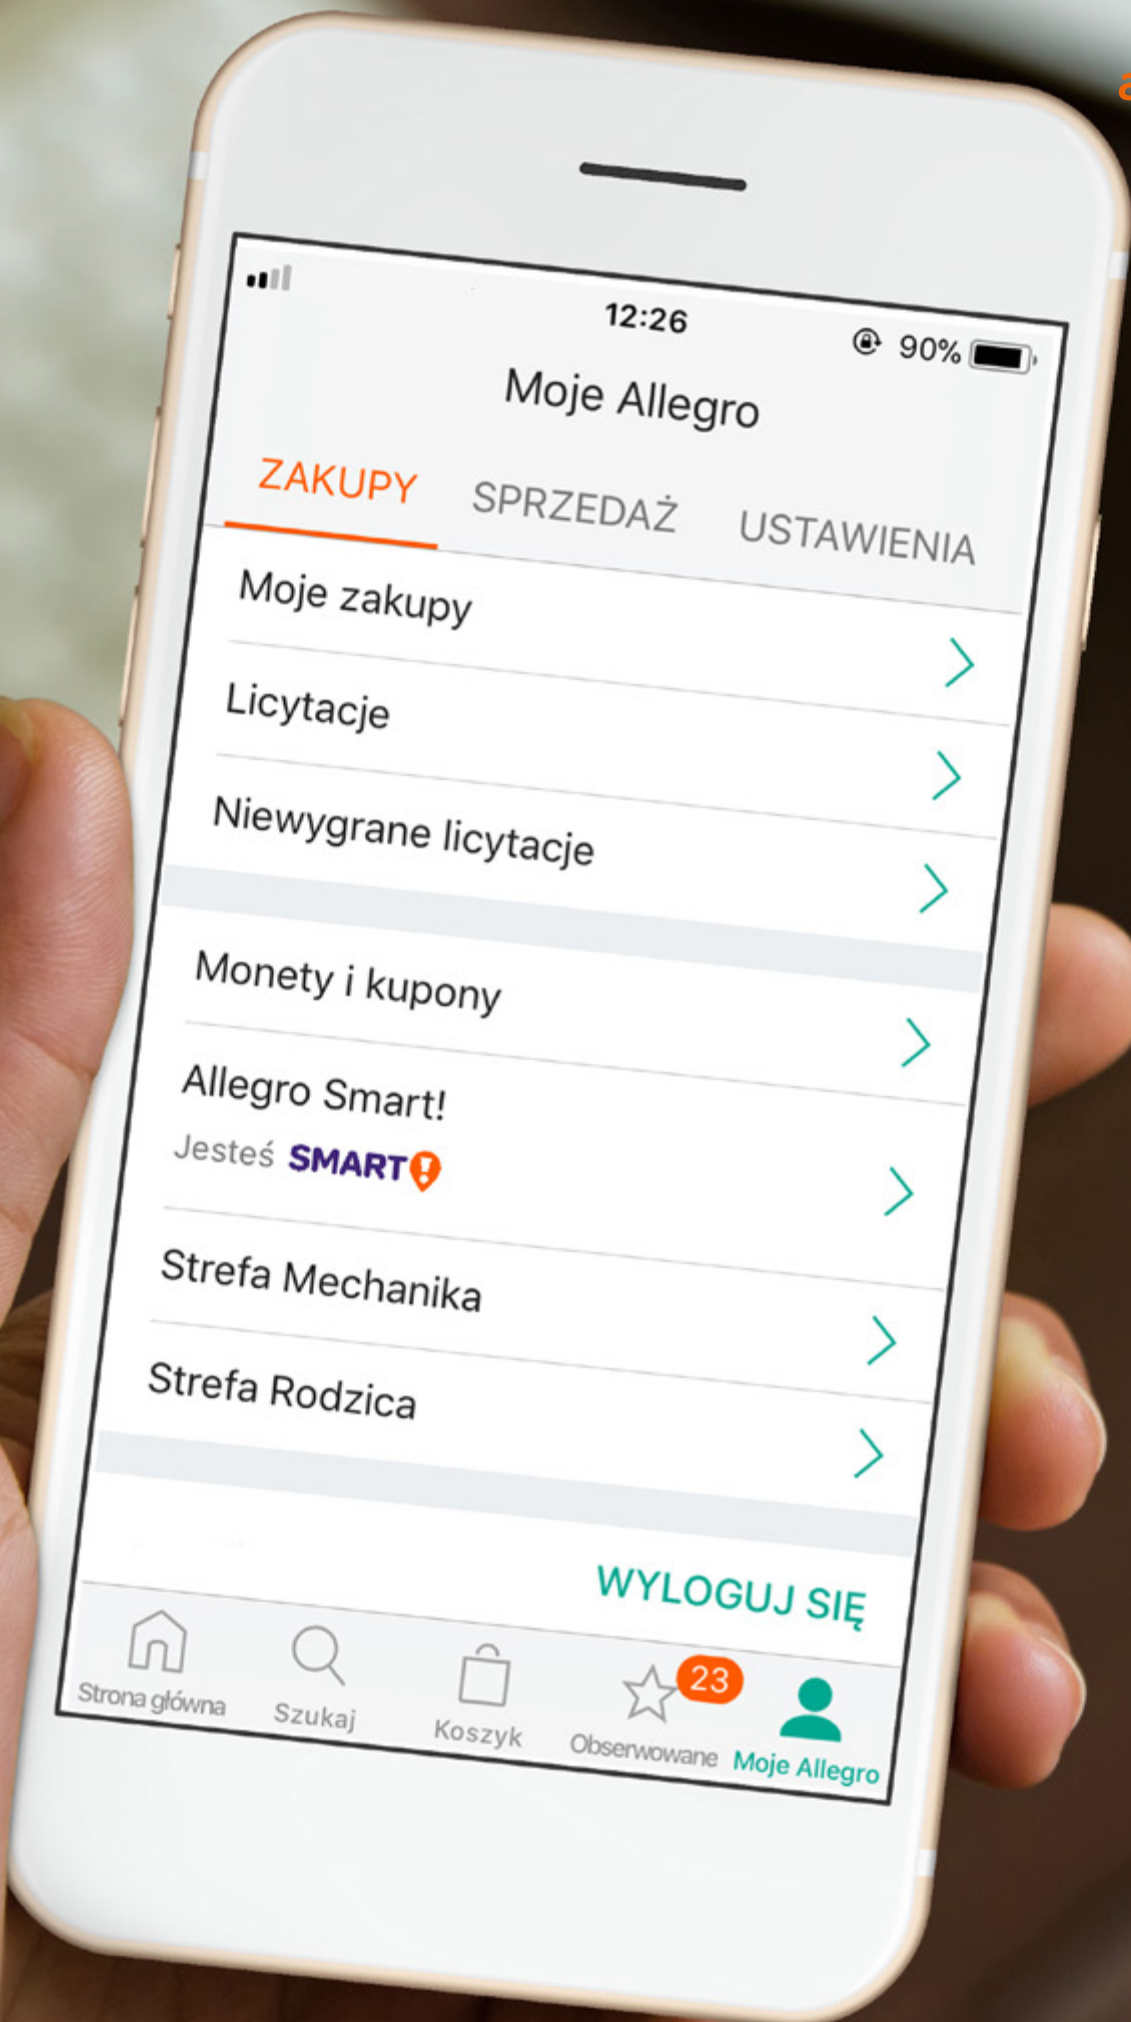 12:26
90%
Moje Allegro
ZAKUPY SPRZEDAŻ USTAWIENIA
Moje zakupy
Licytacje
Niewygrane licytacje
Monety i kupony
Allegro Smart!
Jesteś SMART!
Strefa Mechanika
Strefa Rodzica
WYLOGUJ SIĘ
23
Strona główna Szukaj Koszyk Obserwowane Moje Allegro